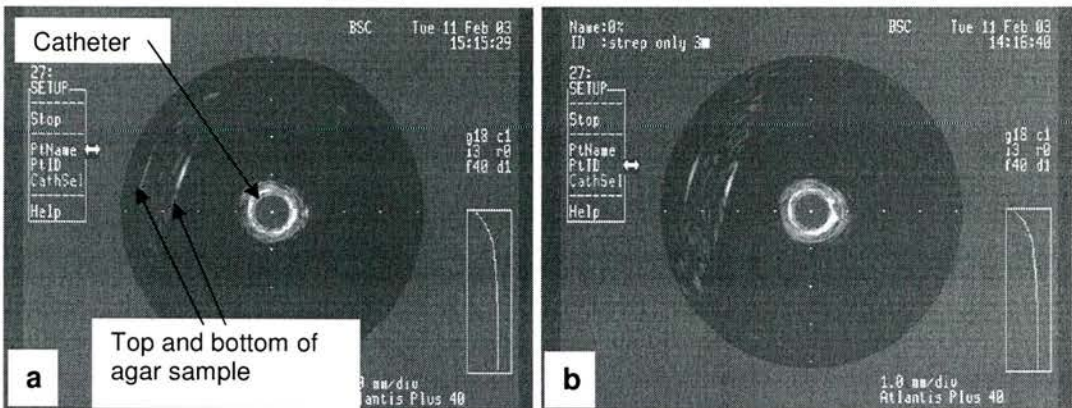 Catheter
BSC
Tue 11 Feb 03
15:15:29
27:
SETUP
Stop
PtName
PtID
CathSel
Help
g18 c1
i3 r0
f40 d1
Top and bottom of
agar sample
a
mm/div
tlantis Plus 40
Name:0%
ID :strep only 3
BSC
Tue 11 Feb 03
14:16:40
27:
SETUP
Stop
PtName
PtID
CathSel
Help
g18 c1
i3 r0
f40 d1
b
1.0 mm/div
Atlantis Plus 40